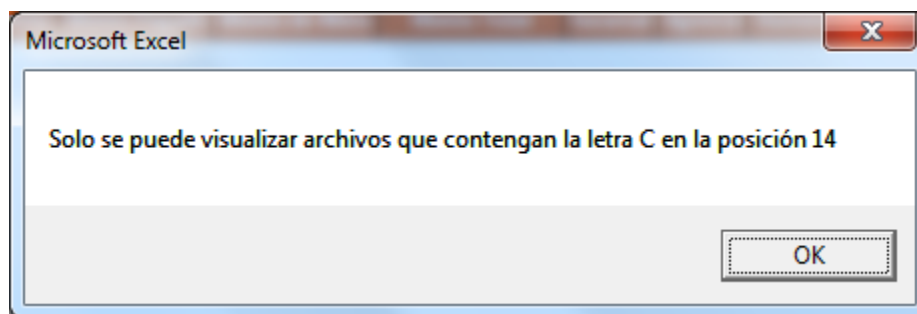 Microsoft Excel
Solo se puede visualizar archivos que contengan la letra C en la posición 14
OK